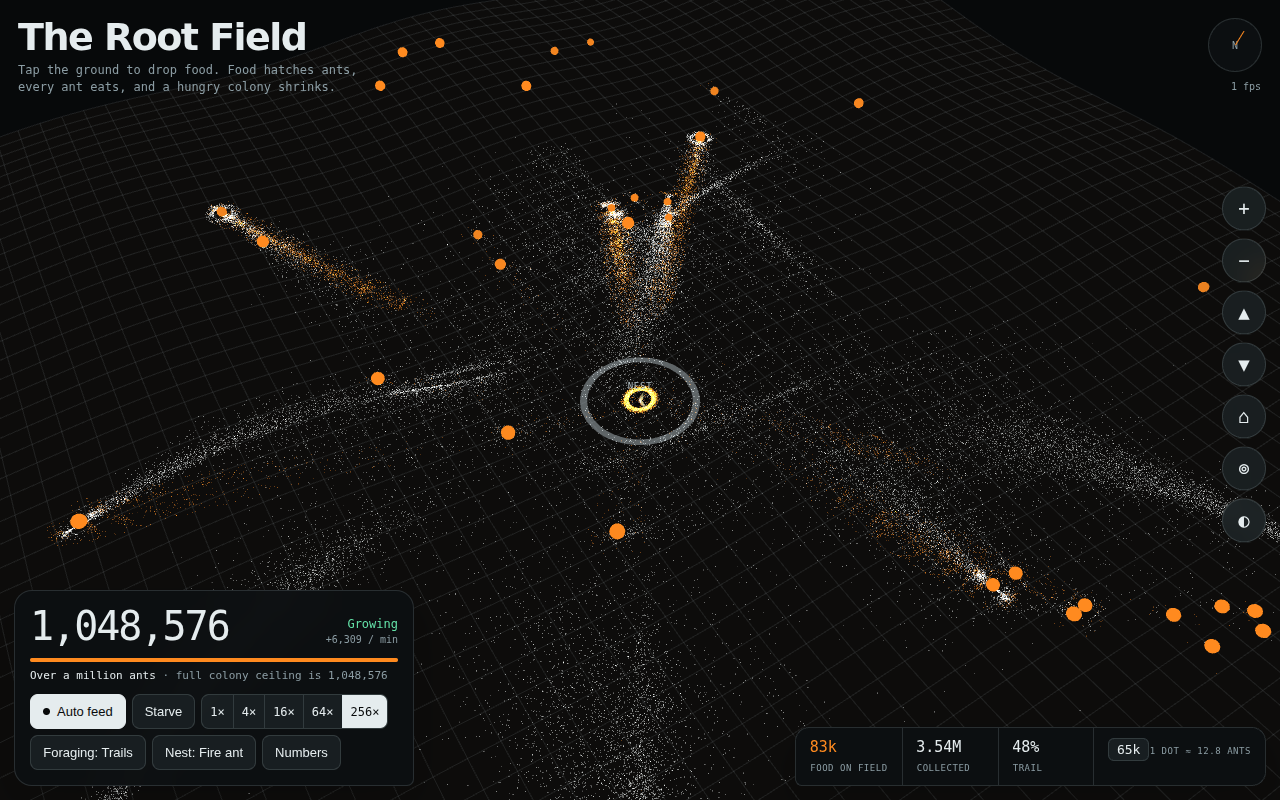 The Root Field
Tap the ground to drop food. Food hatches ants,
every ant eats, and a hungry colony shrinks.
N
1 fps
NEST
1,048,576
Growing
+6,309 / min
Over a million ants · full colony ceiling is 1,048,576
Auto feed
Starve
1×
4×
16×
64×
256×
Foraging: Trails
Nest: Fire ant
Numbers
83k
FOOD ON FIELD
3.54M
COLLECTED
48%
TRAIL
65k
1 DOT ≈ 12.8 ANTS